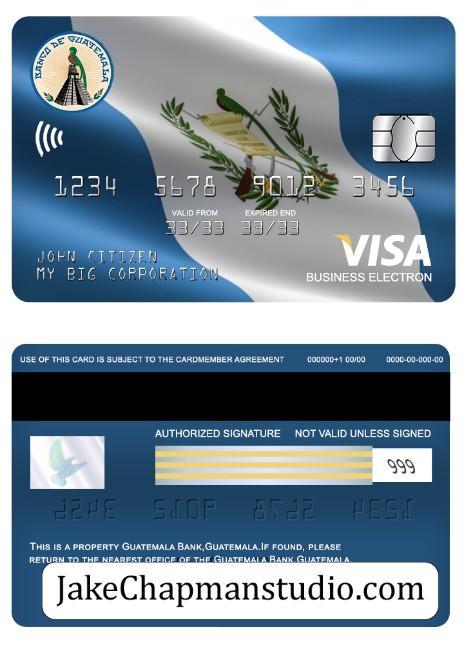 BANCO DE GUATEMALA
1234 5678 9012 3456
VALID FROM EXPIRED END
33/33 33/33
JOHN CITIZEN
MY BIG CORPORATION
VISA
BUSINESS ELECTRON
USE OF THIS CARD IS SUBJECT TO THE CARDMEMBER AGREEMENT 000000+1 00/00 0000-00-000-00
AUTHORIZED SIGNATURE NOT VALID UNLESS SIGNED
999
THIS IS A PROPERTY GUATEMALA BANK,GUATEMALA.IF FOUND, PLEASE
RETURN TO THE NEAREST OFFICE OF THE GUATEMALA BANK,GUATEMALA.
JakeChapmanstudio.com